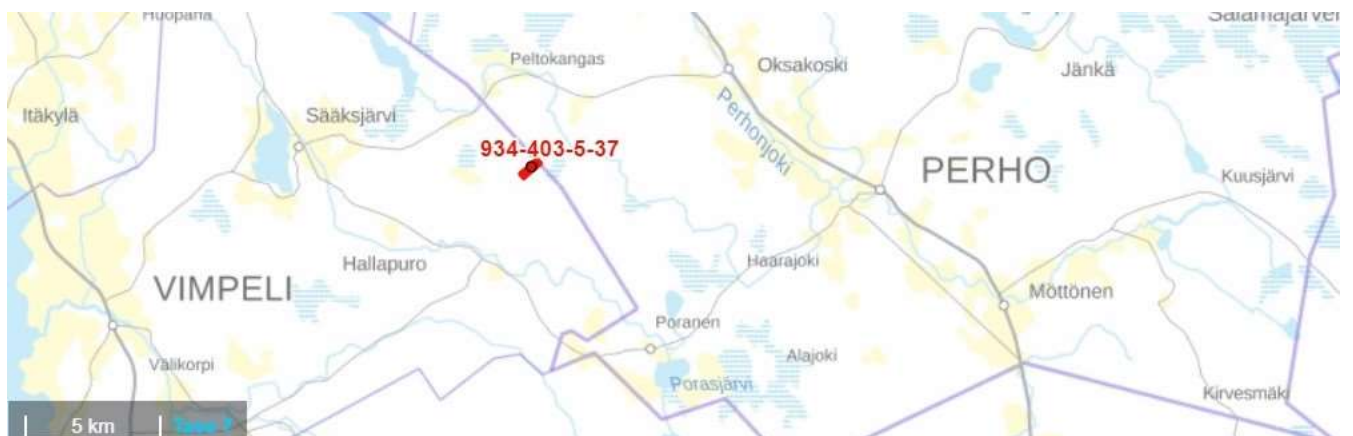 Huopana
Salamajärvi
Peltokangas
Oksakoski
Jänkä
Itäkylä
Sääksjärvi
Perhonjoki
934-403-5-37
PERHO
Kuusjärvi
Haarajoki
Hallapuro
VIMPELI
Möttönen
Poranen
Alajoki
Välikorpi
Porasjärvi
Kirvesmäki
5 km